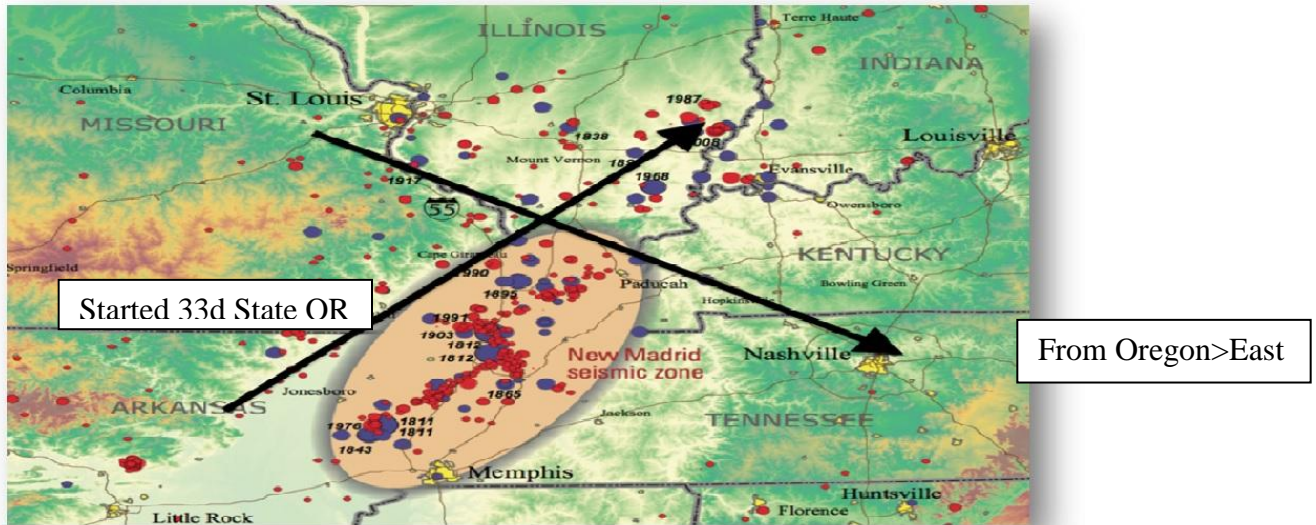 Terre Haute
ILLINOIS
INDIANA
Columbia
St. Louis
MISSOURI
1987
1838
Louisville
Mount Vernon
1968
Evansville
1917
55
Owensboro
KENTUCKY
Springfield
1990
Bowling Green
Paducah
1895
Hopkinsville
Started 33d State OR
1991
1903
1812
1812
New Madrid
seismic zone
Nashville
From Oregon>East
Jonesboro
1865
ARKANSAS
Jackson
TENNESSEE
1976
1811
1811
1843
Memphis
Huntsville
Little Rock
Florence